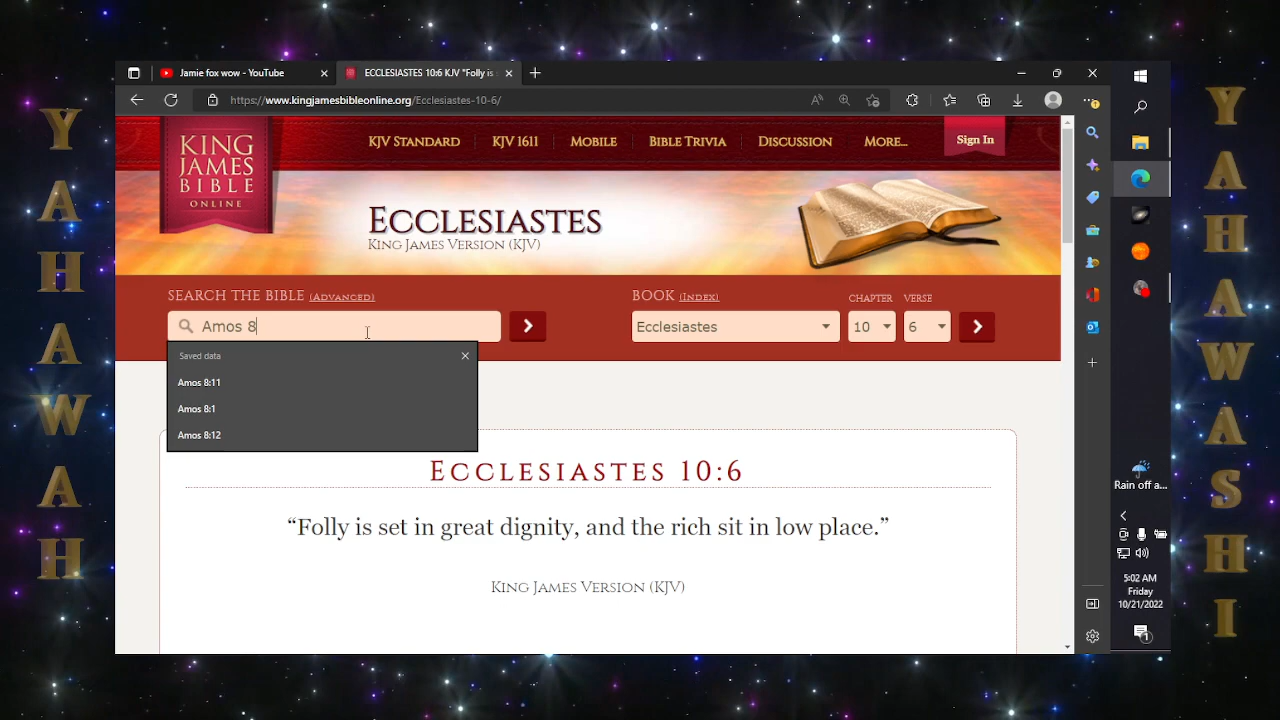 Y
A
H
A
W
A
H
Jamie fox wow - YouTube
ECCLESIASTES 10:6 KJV "Folly is
https://www.kingjamesbibleonline.org/Ecclesiastes-10-6/
KING
JAMES
BIBLE
ONLINE
KJV STANDARD
KJV 1611
MOBILE
BIBLE TRIVIA
DISCUSSION
MORE...
Sign In
ECCLESIASTES
KING JAMES VERSION (KJV)
SEARCH THE BIBLE (ADVANCED)
BOOK (INDEX)
CHAPTER
VERSE
Amos 8
Ecclesiastes
10
6
Saved data
Amos 8:11
Amos 8:1
Amos 8:12
ECCLESIASTES 10:6
“Folly is set in great dignity, and the rich sit in low place.”
KING JAMES VERSION (KJV)
Rain off a...
5:02 AM
Friday
10/21/2022
1
Y
A
H
A
W
A
S
H
I